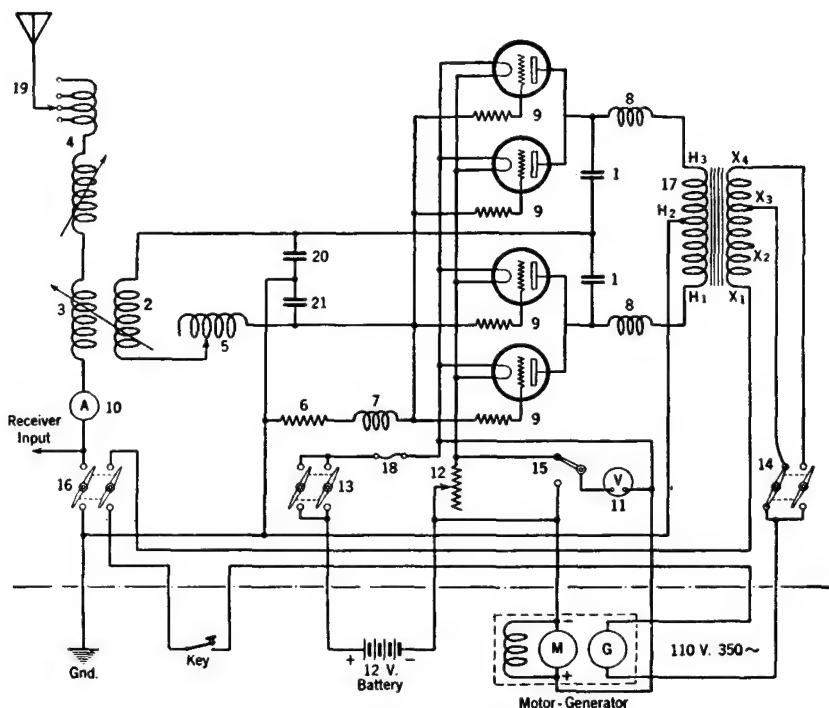 19
4
9
8
H3
X4
17
1
H2
X3
9
20
X2
3
2
21
1
5
9
8
H1
X1
A
10
6
7
9
Receiver
Input
16
13
18
12
15
V
11
14
Gnd.
Key
+
12 V.
Battery
−
−
M
+
G
110 V. 350~
Motor - Generator